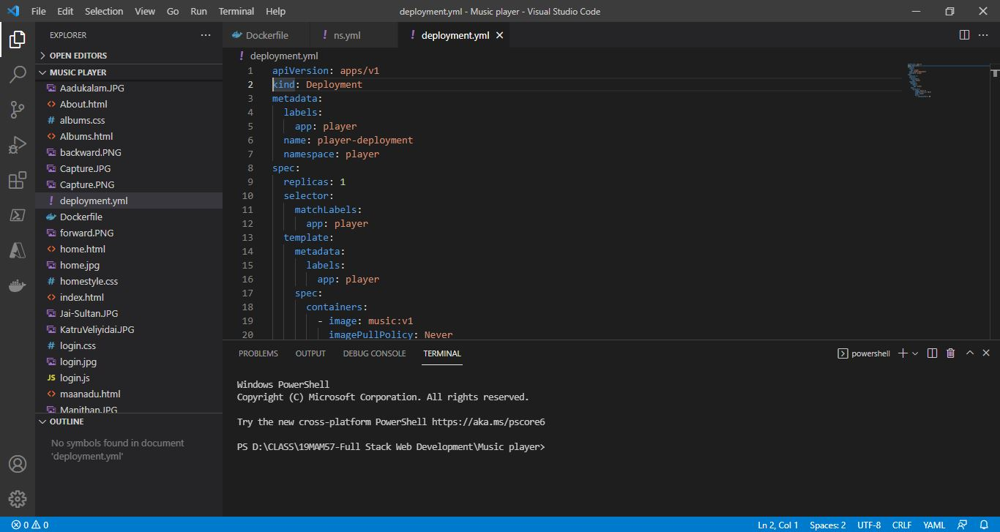 File Edit Selection View Go Run Terminal Help deployment.yml - Music player - Visual Studio Code
EXPLORER
OPEN EDITORS
MUSIC PLAYER
Aadukalam.JPG
About.html
albums.css
Albums.html
backward.PNG
Capture.JPG
Capture.PNG
deployment.yml
Dockerfile
forward.PNG
home.html
home.jpg
homestyle.css
index.html
Jai-Sultan.JPG
KatruVeliyidai.JPG
login.css
login.jpg
JS login.js
maanadu.html
Manithan.JPG
OUTLINE
No symbols found in document
'deployment.yml'
Dockerfile ! ns.yml ! deployment.yml
! deployment.yml
1 apiVersion: apps/v1
2 kind: Deployment
3 metadata:
4 labels:
5 app: player
6 name: player-deployment
7 namespace: player
8 spec:
9 replicas: 1
10 selector:
11 matchLabels:
12 app: player
13 template:
14 metadata:
15 labels:
16 app: player
17 spec:
18 containers:
19 - image: music:v1
20 imagePullPolicy: Never
PROBLEMS OUTPUT DEBUG CONSOLE TERMINAL powershell
Windows PowerShell
Copyright (C) Microsoft Corporation. All rights reserved.
Try the new cross-platform PowerShell https://aka.ms/pscore6
PS D:\CLASS\19MAM57-Full Stack Web Development\Music player>
0 0 Ln 2, Col 1 Spaces: 2 UTF-8 CRLF YAML